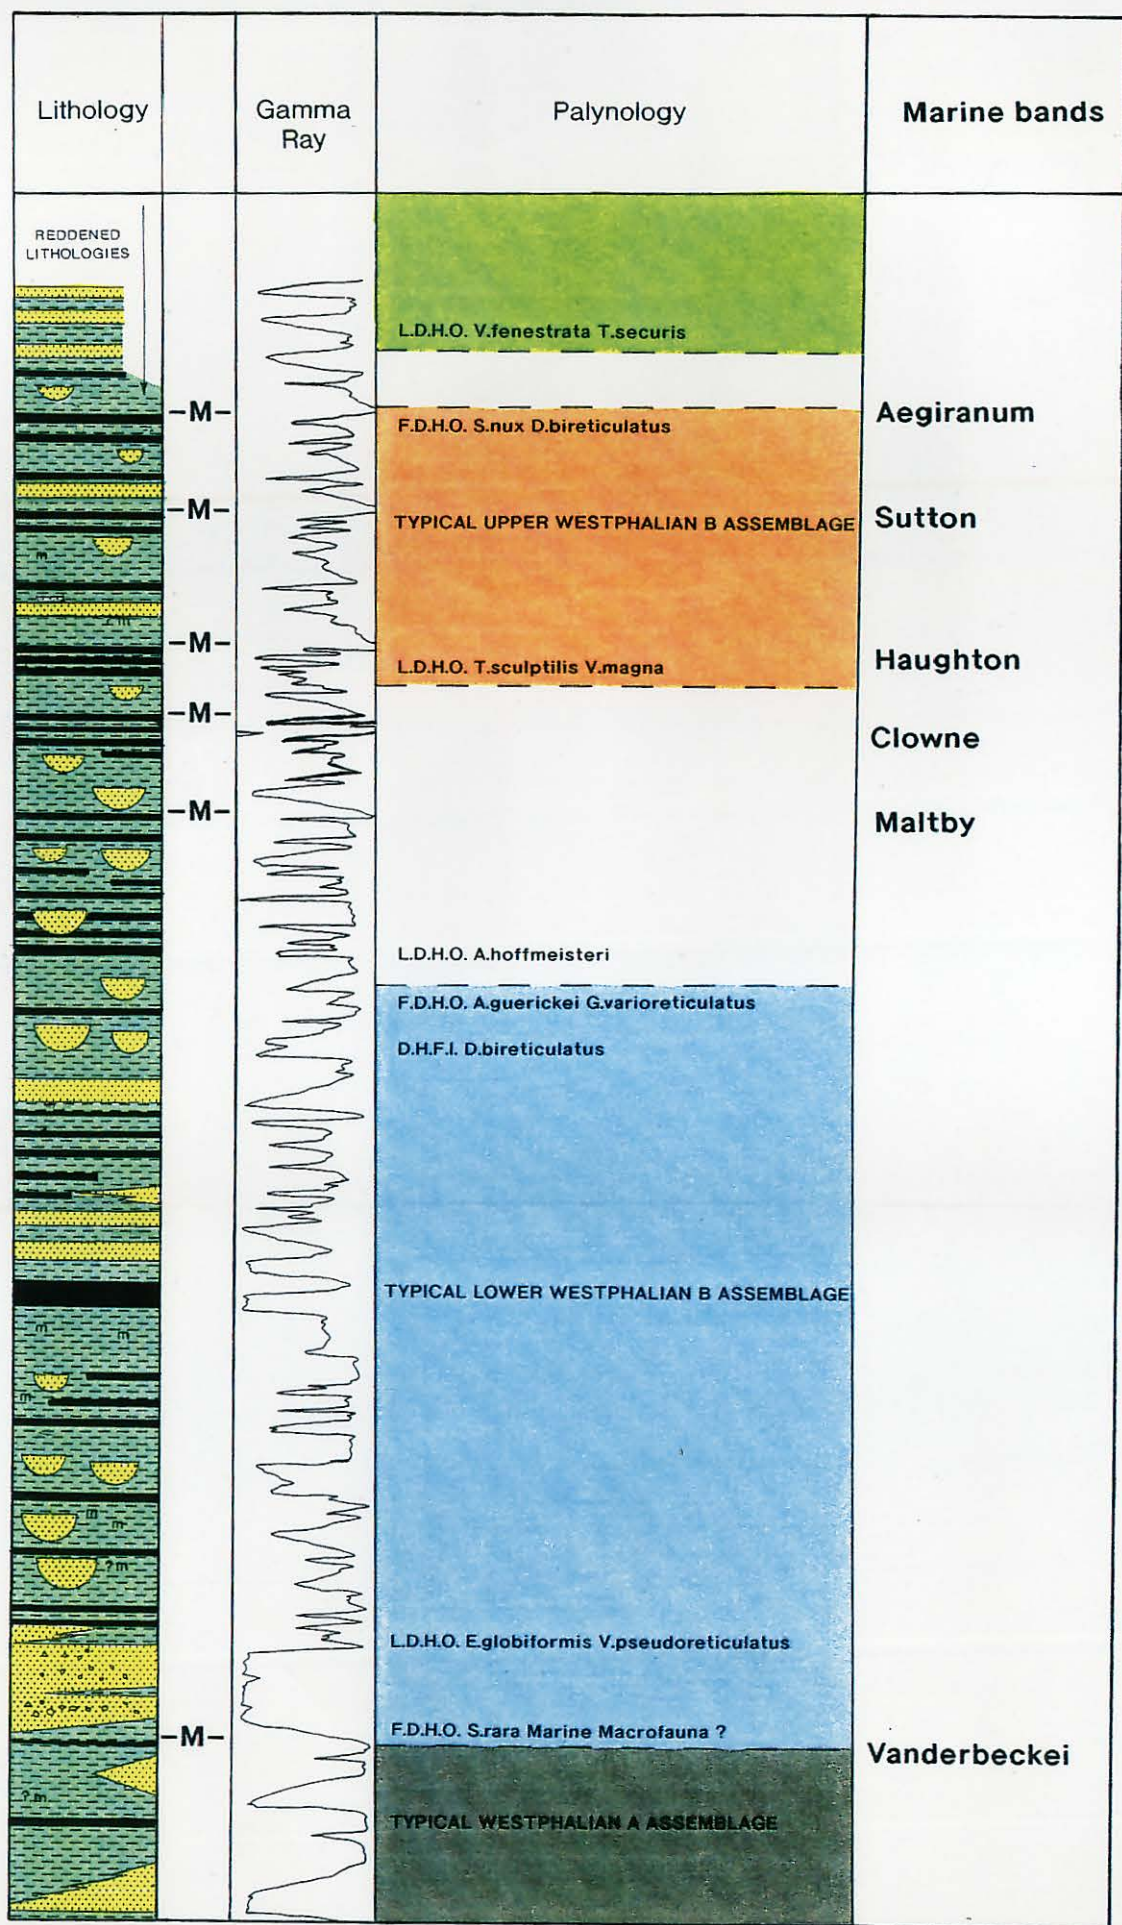 Lithology
Gamma
Ray
Palynology
Marine bands
REDDENED
LITHOLOGIES
L.D.H.O. V.fenestrata T.securis
-M-
Aegiranum
F.D.H.O. S.nux D.bireticulatus
-M-
TYPICAL UPPER WESTPHALIAN B ASSEMBLAGE
Sutton
m
-M-
L.D.H.O. T.sculptilis V.magna
Haughton
-M-
Clowne
-M-
Maltby
L.D.H.O. A.hoffmeisteri
F.D.H.O. A.guerickei G.varioreticulatus
D.H.F.I. D.bireticulatus
TYPICAL LOWER WESTPHALIAN B ASSEMBLAGE
m
m
m
m
m
?m
L.D.H.O. E.globiformis V.pseudoreticulatus
-M-
F.D.H.O. S.rara Marine Macrofauna ?
Vanderbeckei
?.m
TYPICAL WESTPHALIAN A ASSEMBLAGE